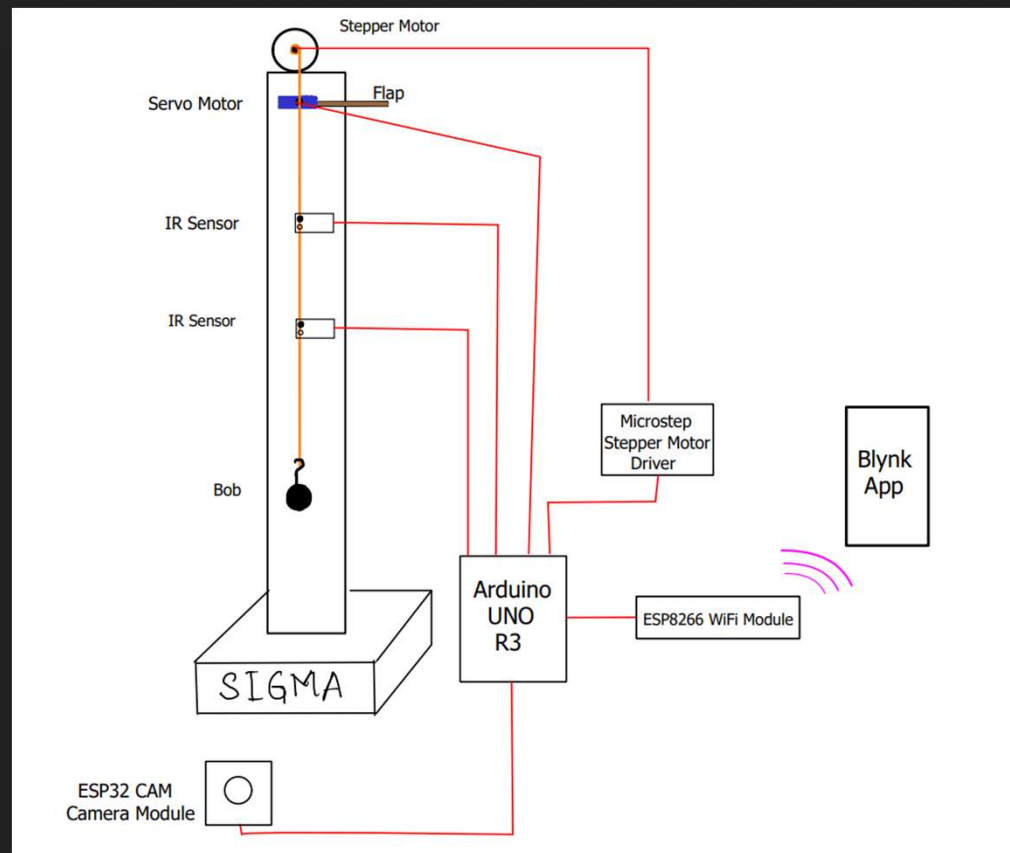 Stepper Motor
Flap
Servo Motor
IR Sensor
IR Sensor
Microstep
Stepper Motor
Driver
Blynk
App
Bob
Arduino
UNO
R3
ESP8266 WiFi Module
SIGMA
ESP32 CAM
Camera Module